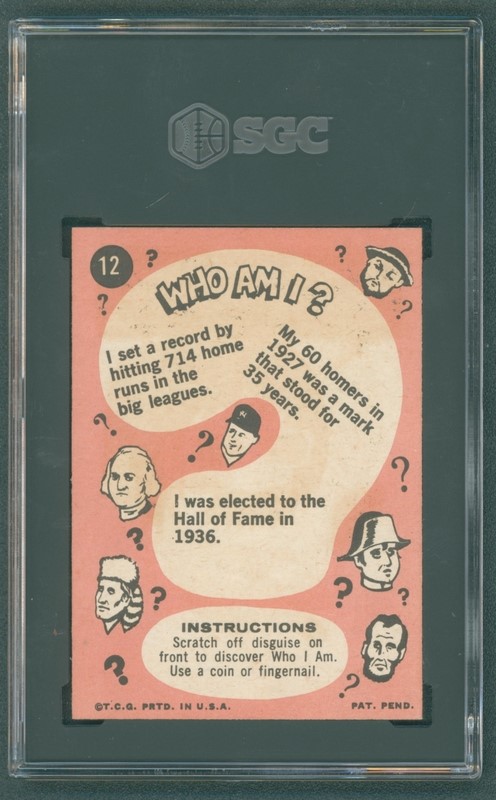 SGC
12
WHO AM I?
I set a record by
hitting 714 home
runs in the
big leagues.
My 60 homers in
1927 was a mark
that stood for
35 years.
I was elected to the
Hall of Fame in
1936.
INSTRUCTIONS
Scratch off disguise on
front to discover Who I Am.
Use a coin or fingernail.
©T.C.G. PRTD. IN U.S.A.
PAT. PEND.